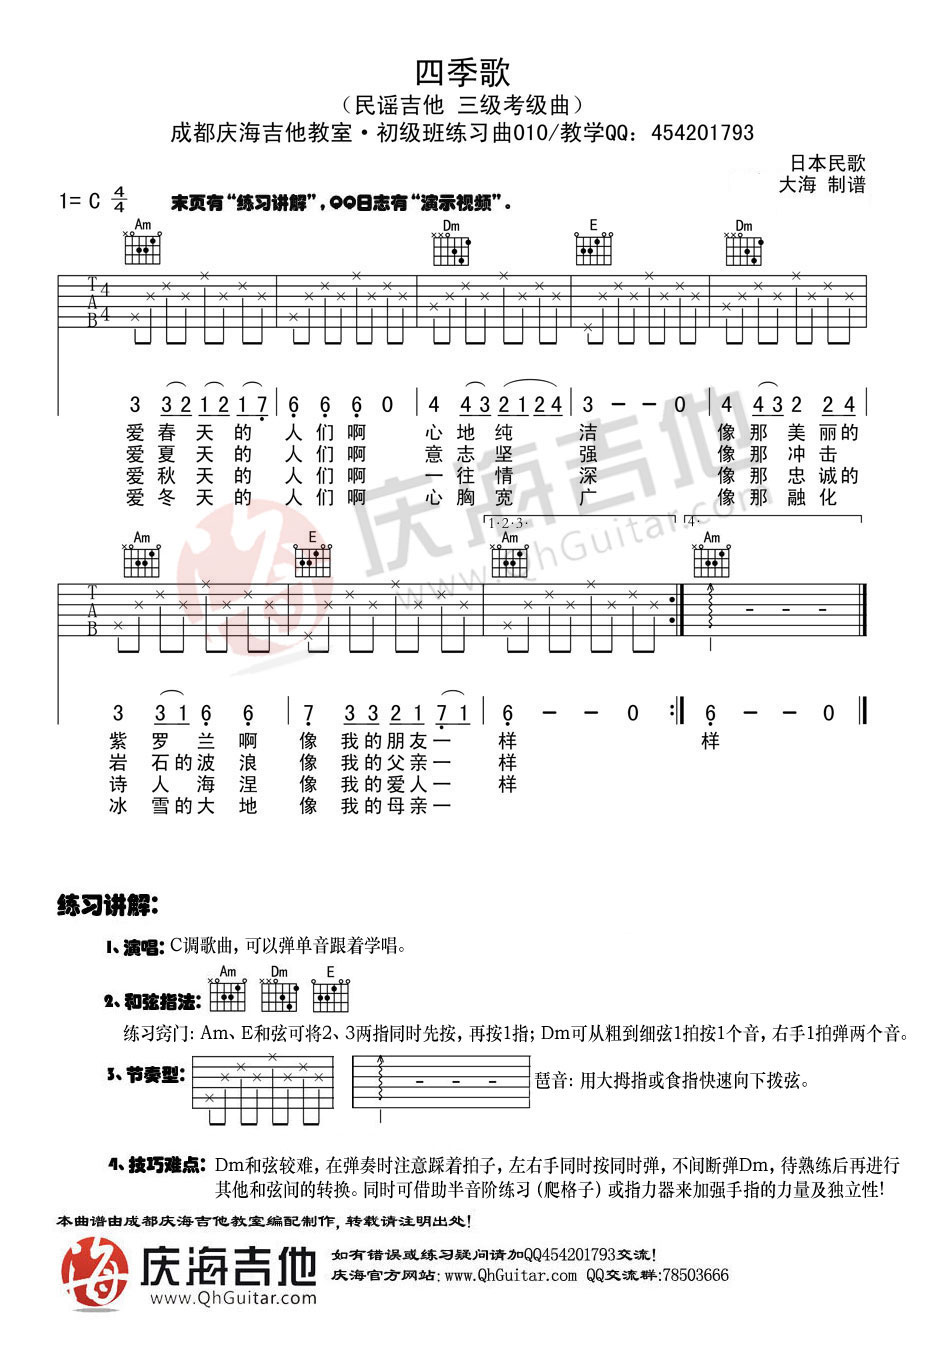 四季歌
（民谣吉他 三级考级曲）
成都庆海吉他教室·初级班练习曲010/教学QQ：454201793
日本民歌
大海 制谱
1= C 4/4 末页有“练习讲解”，QQ日志有“演示视频”。
Am Dm E Dm
T A B 4 4
3 3 2 1 2 1 7 6 6 6 0 4 4 3 2 1 2 4 3 - - 0 4 4 3 2 2 4
爱 春 天 的 人 们 啊 心 地 纯 洁 像 那 美 丽 的
爱 夏 天 的 人 们 啊 意 志 坚 强 像 那 冲 击
爱 秋 天 的 人 们 啊 一 往 情 深 像 那 忠 诚 的
爱 冬 天 的 人 们 啊 心 胸 宽 广 像 那 融 化
庆海吉他
www.QhGuitar.com
1·2·3· 4·
Am E Am Am
T A B
3 3 1 6 6 7 3 3 2 1 7 1 6 - - 0 6 - - 0
紫 罗 兰 啊 像 我 的 朋 友 一 样 样
岩 石 的 波 浪 像 我 的 父 亲 一 样
诗 人 海 涅 像 我 的 爱 人 一 样
冰 雪 的 大 地 像 我 的 母 亲 一
练习讲解：
1、演唱：C调歌曲，可以弹单音跟着学唱。
Am Dm E
2、和弦指法：
练习窍门：Am、E和弦可将2、3两指同时先按，再按1指；Dm可从粗到细弦1拍按1个音，右手1拍弹两个音。
3、节奏型： 琶音：用大拇指或食指快速向下拨弦。
4、技巧难点：Dm和弦较难，在弹奏时注意踩着拍子，左右手同时按同时弹，不间断弹Dm，待熟练后再进行
其他和弦间的转换。同时可借助半音阶练习（爬格子）或指力器来加强手指的力量及独立性！
本曲谱由成都庆海吉他教室编配制作，转载请注明出处！
海 庆海吉他
www.QhGuitar.com
如有错误或练习疑问请加QQ454201793交流！
庆海官方网站：www.QhGuitar.com QQ交流群：78503666